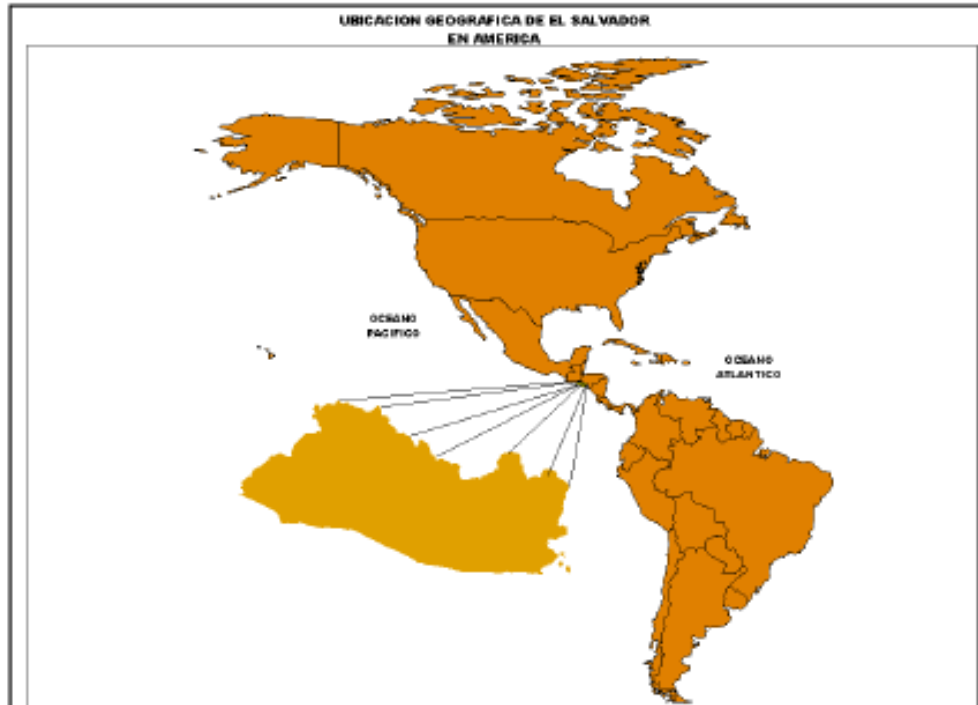 UBICACION GEOGRAFICA DE EL SALVADOR
EN AMERICA
OCEANO
PACIFICO
OCEANO
ATLANTICO